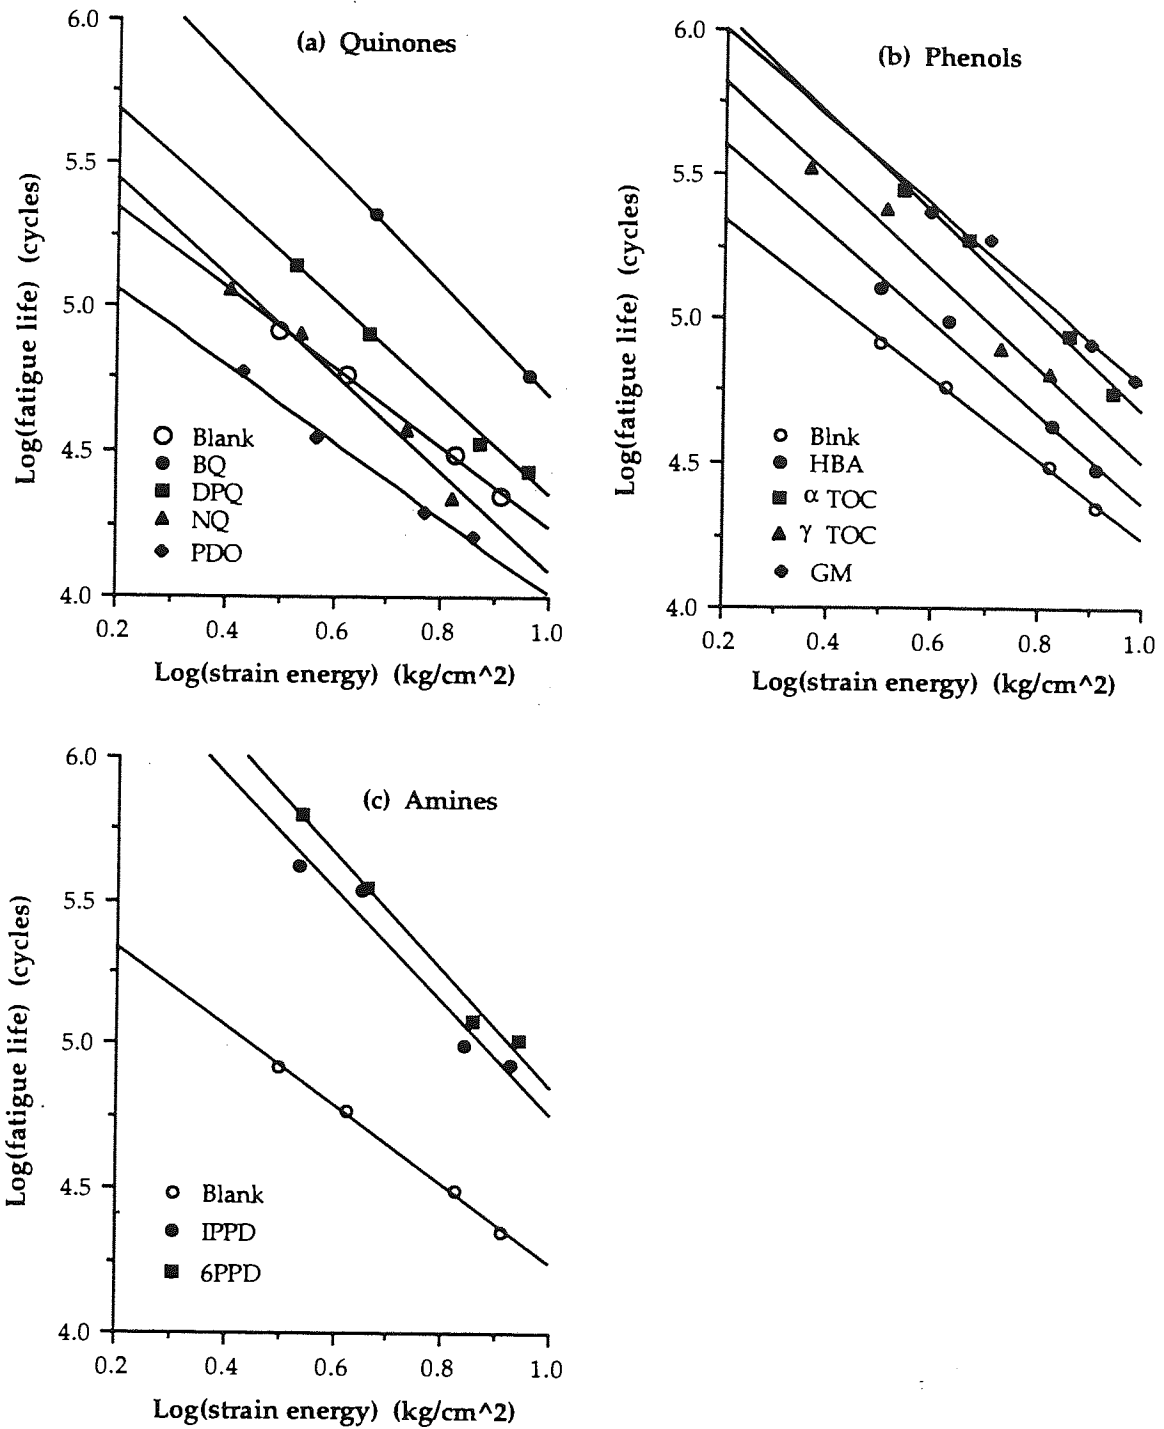 (a) Quinones
6.0
5.5
5.0
4.5
4.0
Log(fatigue life) (cycles)
Blank
BQ
DPQ
NQ
PDO
0.2 0.4 0.6 0.8 1.0
Log(strain energy) (kg/cm^2)
(b) Phenols
6.0
5.5
5.0
4.5
4.0
Log(fatigue life) (cycles)
Blnk
HBA
α TOC
γ TOC
GM
0.2 0.4 0.6 0.8 1.0
Log(strain energy) (kg/cm^2)
(c) Amines
6.0
5.5
5.0
4.5
4.0
Log(fatigue life) (cycles)
Blank
IPPD
6PPD
0.2 0.4 0.6 0.8 1.0
Log(strain energy) (kg/cm^2)